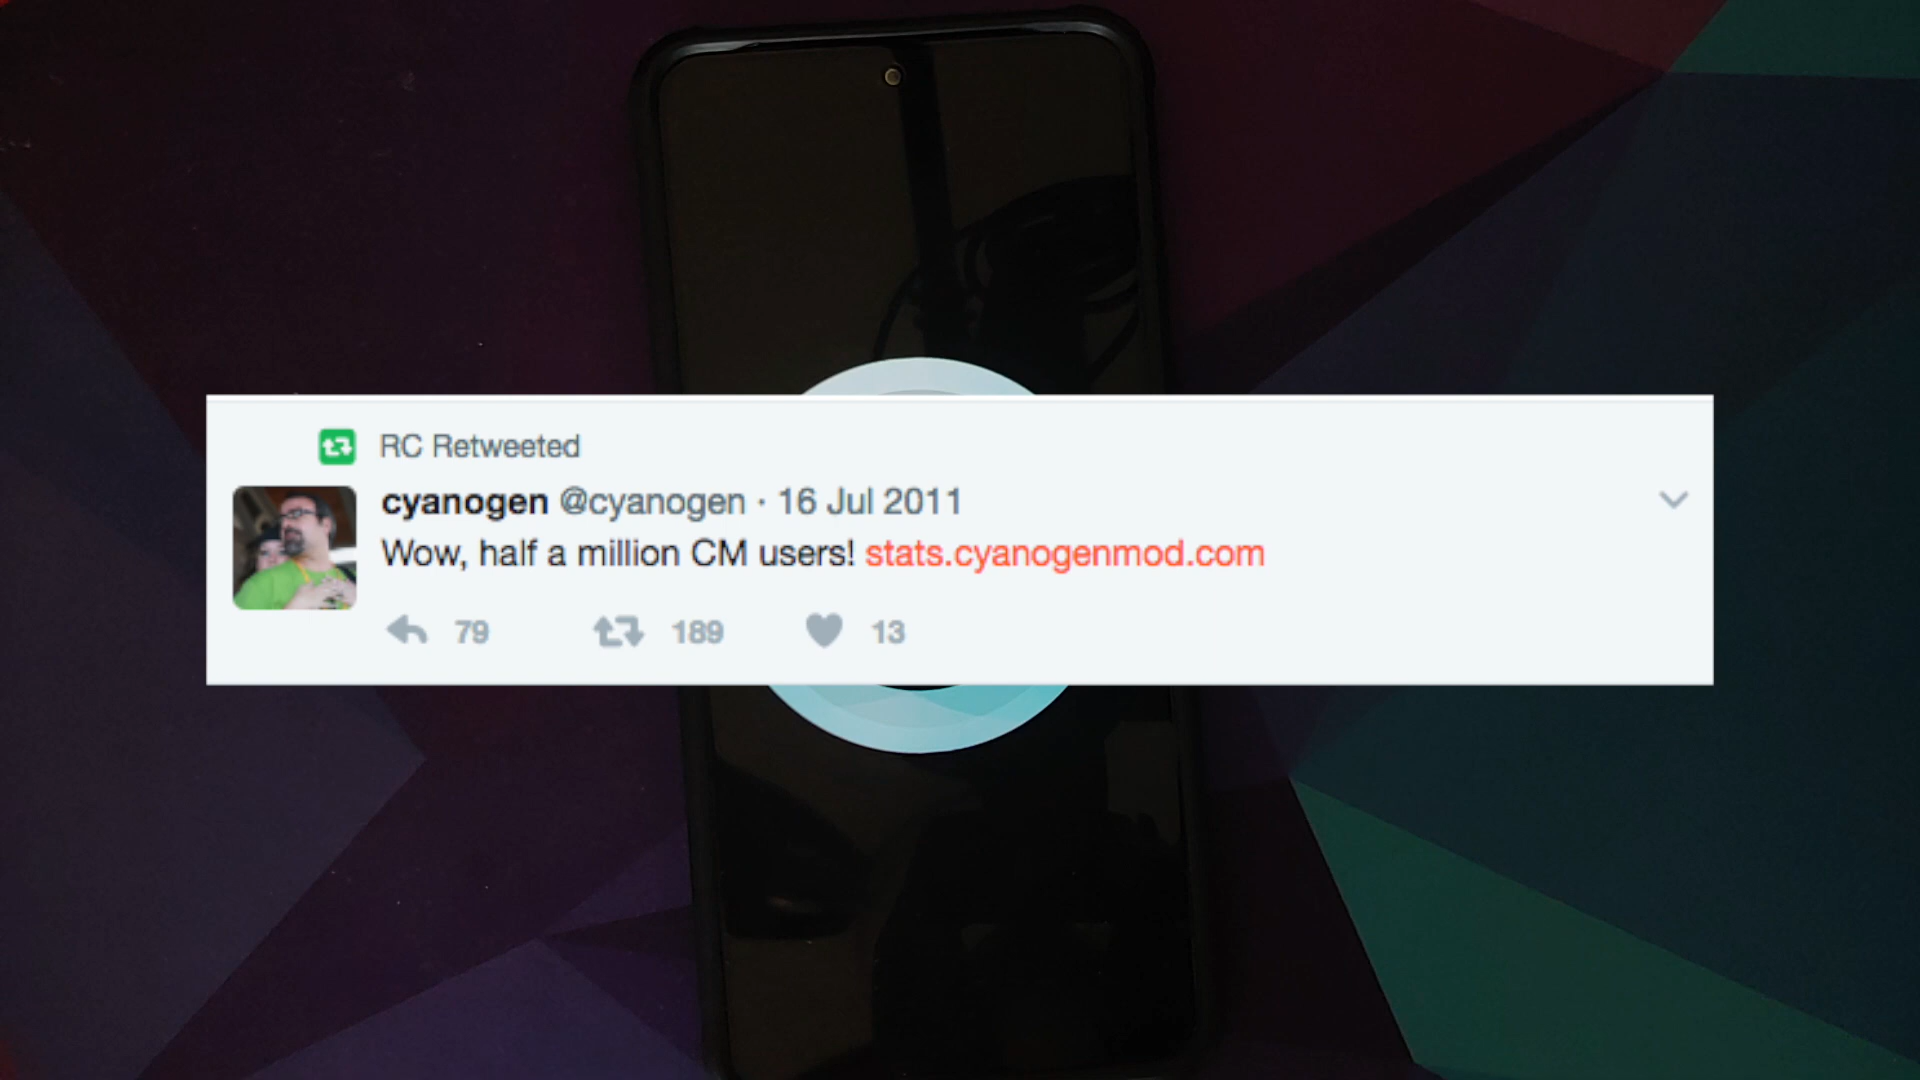 RC Retweeted
cyanogen @cyanogen · 16 Jul 2011
Wow, half a million CM users! stats.cyanogenmod.com
79 189 13